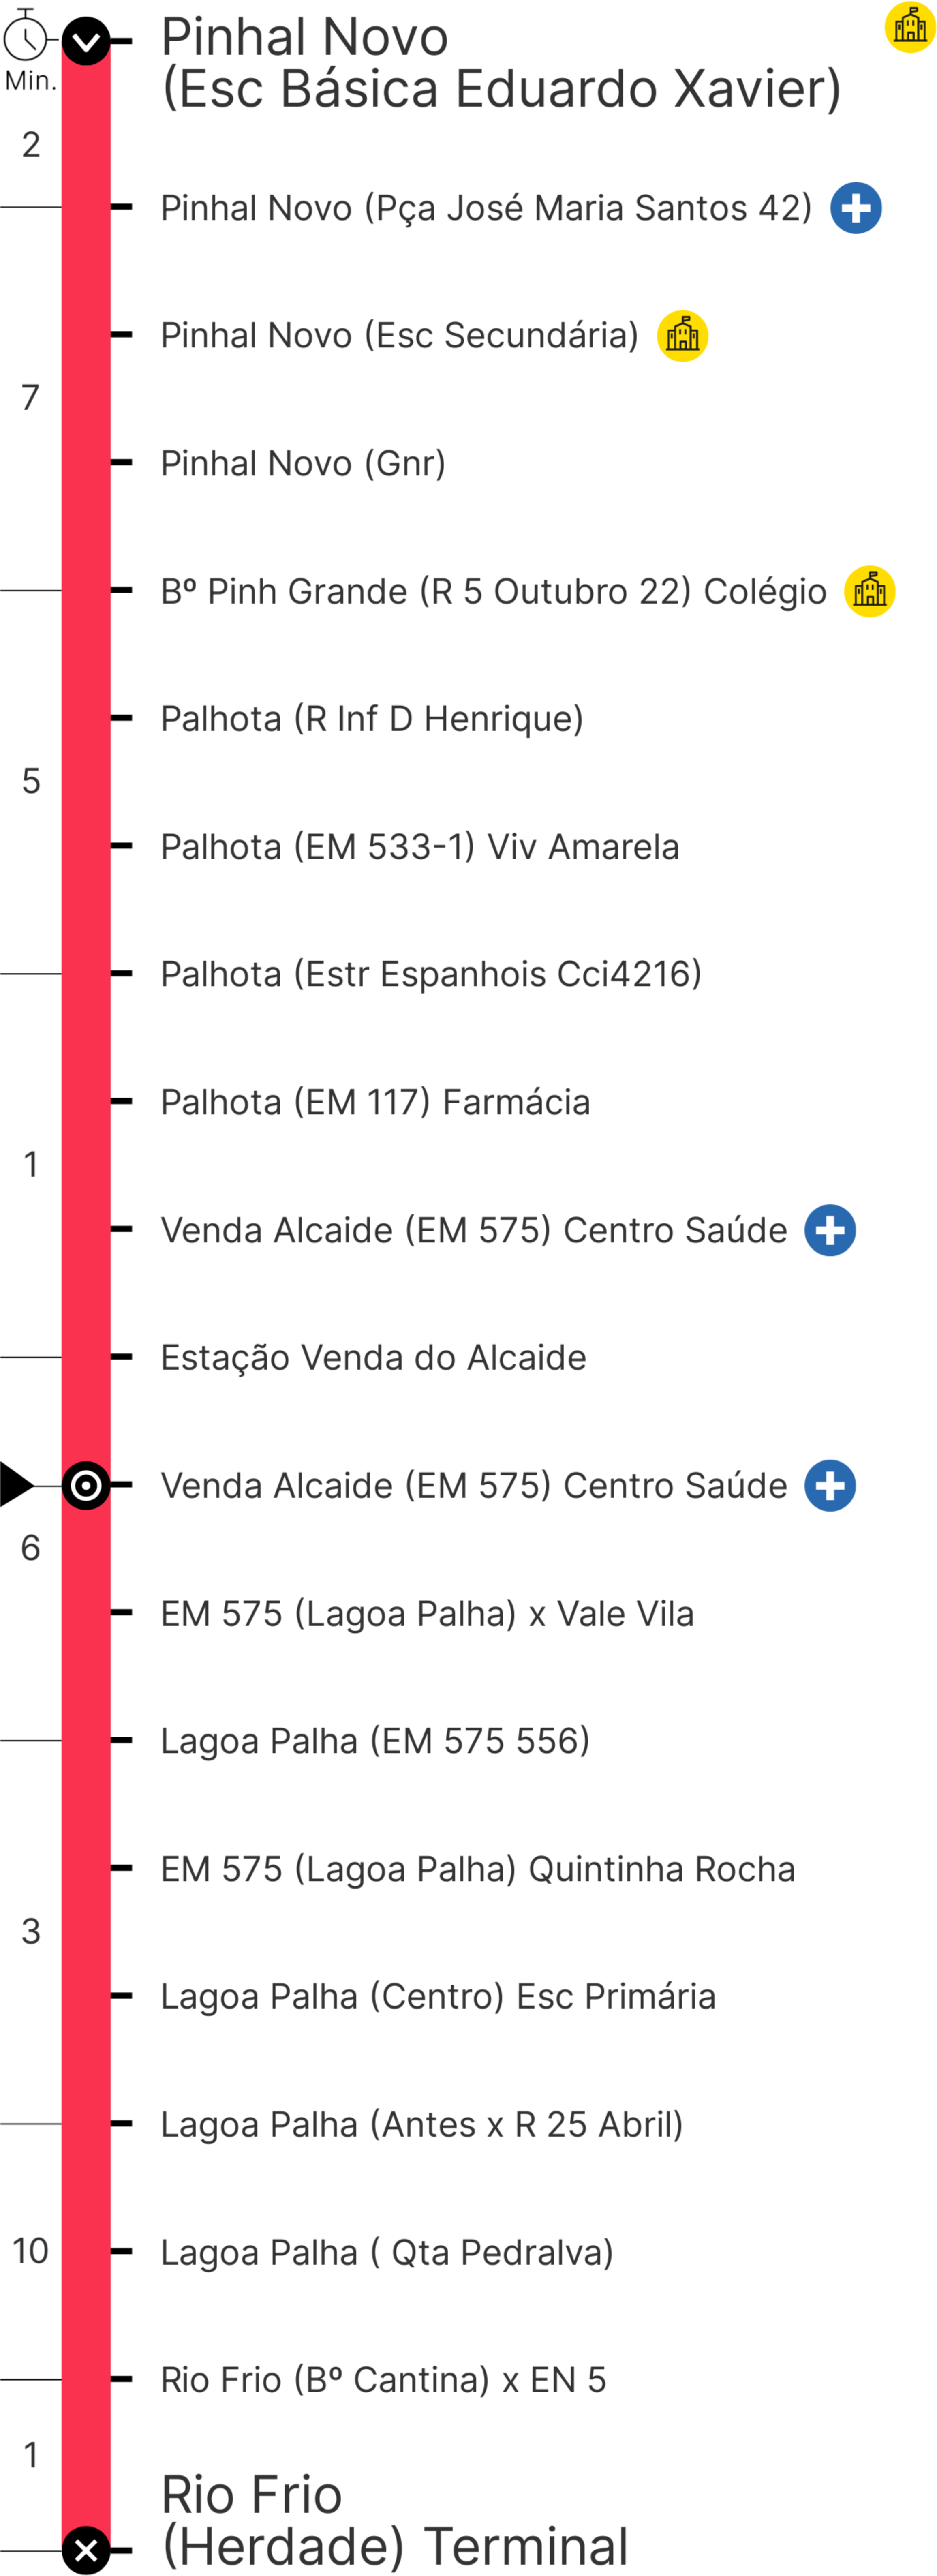 Pinhal Novo
(Esc Básica Eduardo Xavier)
Min.
2
Pinhal Novo (Pça José Maria Santos 42)
Pinhal Novo (Esc Secundária)
7
Pinhal Novo (Gnr)
Bº Pinh Grande (R 5 Outubro 22) Colégio
Palhota (R Inf D Henrique)
5
Palhota (EM 533-1) Viv Amarela
Palhota (Estr Espanhois Cci4216)
Palhota (EM 117) Farmácia
1
Venda Alcaide (EM 575) Centro Saúde
Estação Venda do Alcaide
Venda Alcaide (EM 575) Centro Saúde
6
EM 575 (Lagoa Palha) x Vale Vila
Lagoa Palha (EM 575 556)
EM 575 (Lagoa Palha) Quintinha Rocha
3
Lagoa Palha (Centro) Esc Primária
Lagoa Palha (Antes x R 25 Abril)
10
Lagoa Palha ( Qta Pedralva)
Rio Frio (Bº Cantina) x EN 5
1
Rio Frio
(Herdade) Terminal